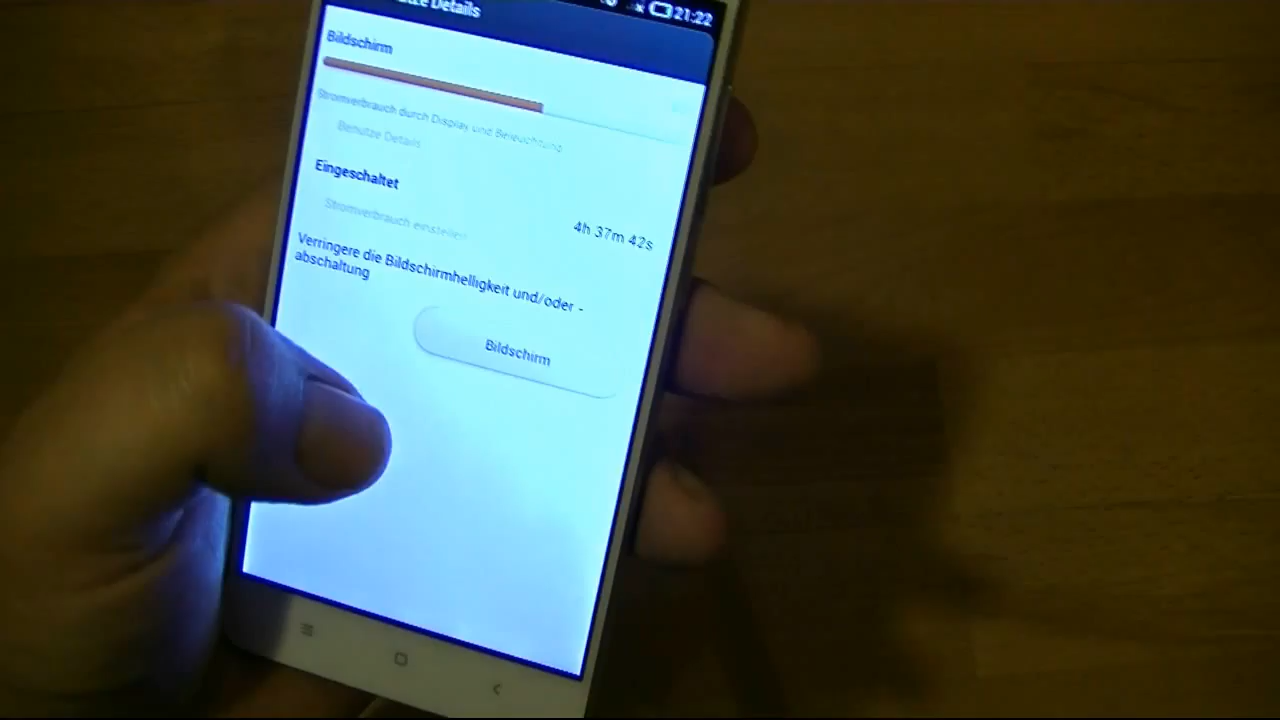 Details
21:22
Bildschirm
Stromverbrauch durch Display und Beleuchtung
Benutze Details
Eingeschaltet
4h 37m 42s
Stromverbrauch einstellen
Verringere die Bildschirmhelligkeit und/oder -
abschaltung
Bildschirm